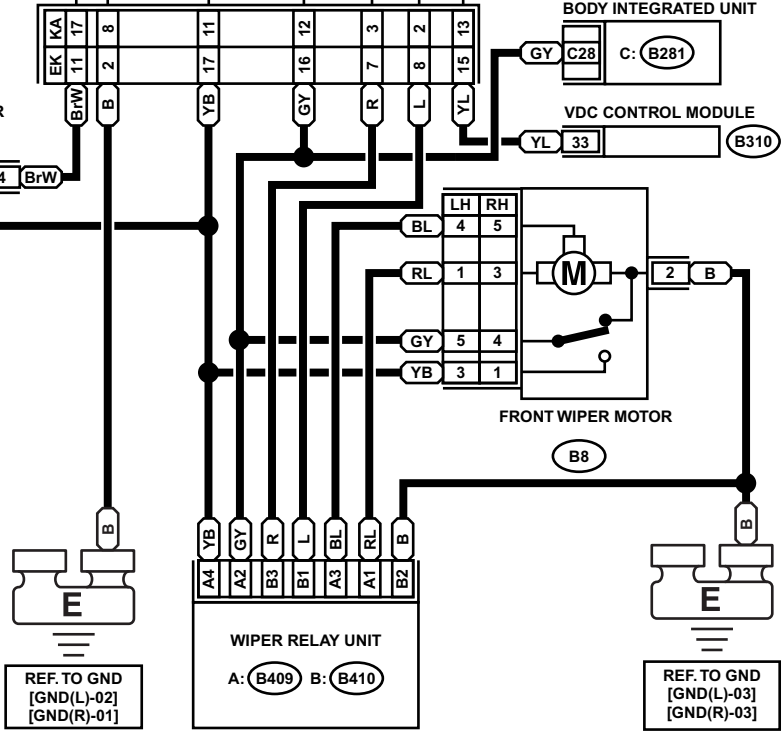 BODY INTEGRATED UNIT
KA 17 8 11 12 3 2 13
EK 11 2 17 16 7 8 15
GY C28 C: B281
BrW B YB GY R L YL
R
VDC CONTROL MODULE
YL 33 B310
4 BrW
LH RH
BL 4 5
RL 1 3 M 2 B
GY 5 4
YB 3 1
FRONT WIPER MOTOR
B8
B
B
YB GY R L BL RL B
A4 A2 B3 B1 A3 A1 B2
E
E
WIPER RELAY UNIT
A: B409 B: B410
REF. TO GND
[GND(L)-02]
[GND(R)-01]
REF. TO GND
[GND(L)-03]
[GND(R)-03]